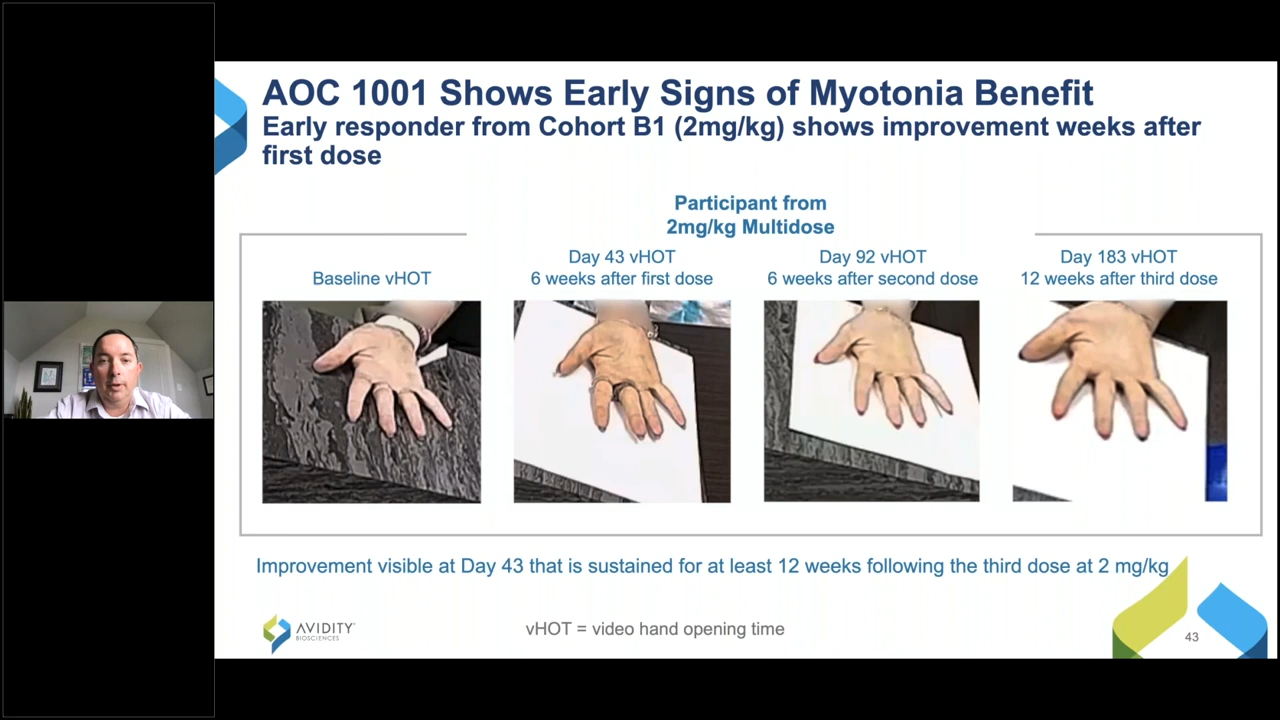 AOC 1001 Shows Early Signs of Myotonia Benefit
Early responder from Cohort B1 (2mg/kg) shows improvement weeks after
first dose
Participant from
2mg/kg Multidose
Baseline vHOT
Day 43 vHOT
6 weeks after first dose
Day 92 vHOT
6 weeks after second dose
Day 183 vHOT
12 weeks after third dose
Improvement visible at Day 43 that is sustained for at least 12 weeks following the third dose at 2 mg/kg
AVIDITY
BIOSCIENCES
vHOT = video hand opening time
43